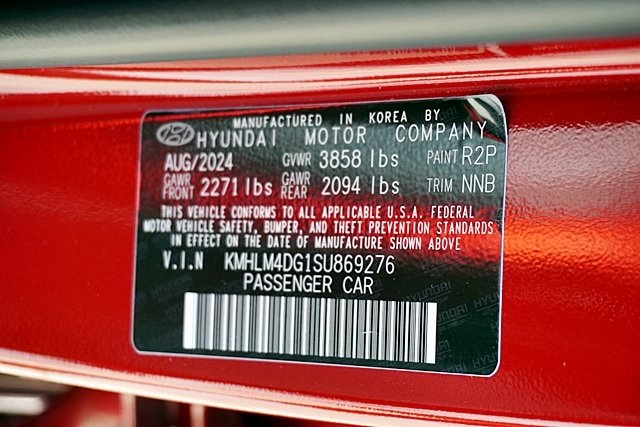 MANUFACTURED IN KOREA BY
HYUNDAI MOTOR COMPANY
AUG/2024 GVWR 3858 lbs PAINT R2P
GAWR FRONT 2271 lbs GAWR REAR 2094 lbs TRIM NNB
THIS VEHICLE CONFORMS TO ALL APPLICABLE U.S.A. FEDERAL
MOTOR VEHICLE SAFETY, BUMPER, AND THEFT PREVENTION STANDARDS
IN EFFECT ON THE DATE OF MANUFACTURE SHOWN ABOVE
V.I.N KMHLM4DG1SU869276
PASSENGER CAR